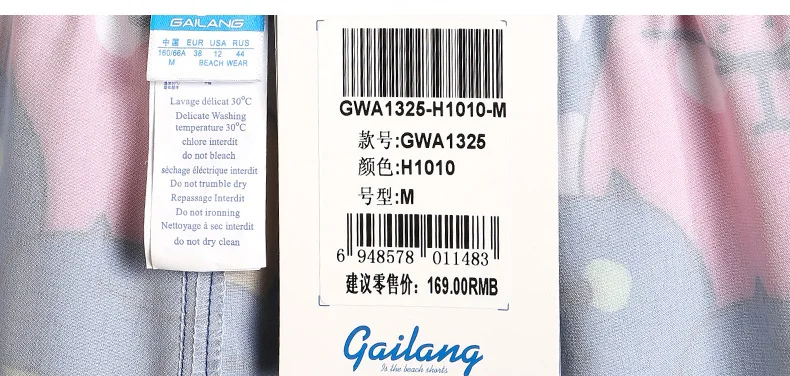 GAILANG
中国 EUR USA RUS
160/66A 38 12 44
M BEACH WEAR
Lavage délicat 30°C
Delicate Washing
temperature 30°C
chlore interdit
do not bleach
séchage éléctrique interdit
Do not trumble dry
Repassage Interdit
Do not ironning
Nettoyage à sec interdit
do not dry clean
GWA1325-H1010-M
款号:GWA1325
颜色:H1010
号型:M
6 948578 011483
建议零售价: 169.00RMB
Gailang
Is the beach shorts